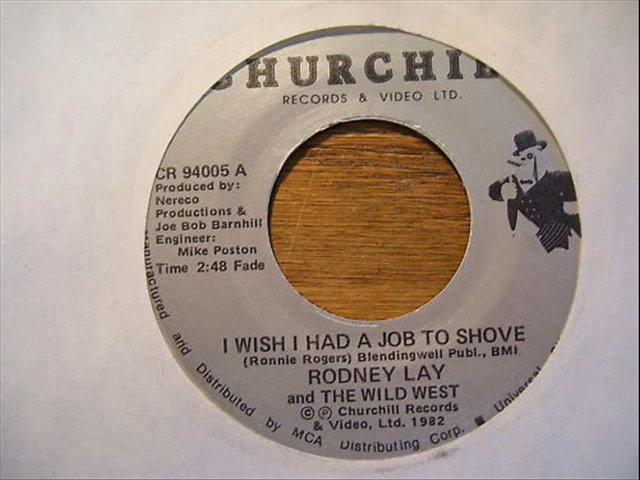 CHURCHIL
RECORDS & VIDEO LTD.
CR 94005 A
Produced by:
Nereco
Productions &
Joe Bob Barnhill
Engineer:
Mike Poston
Time 2:48 Fade
I WISH I HAD A JOB TO SHOVE
(Ronnie Rogers) Blendingwell Publ., BMI
RODNEY LAY
and THE WILD WEST
© ℗ Churchill Records
& Video, Ltd. 1982
manufactured and Distributed by MCA Distributing Corp. Universal